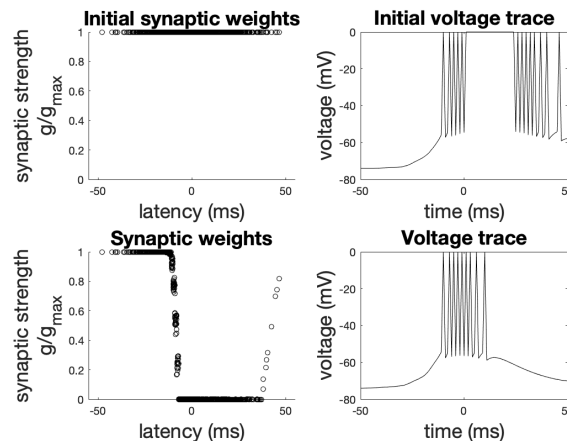 Initial synaptic weights
synaptic strength
g/gmax
1
0.8
0.6
0.4
0.2
0
-50
0
50
latency (ms)
Initial voltage trace
voltage (mV)
0
-20
-40
-60
-80
-50
0
50
time (ms)
Synaptic weights
synaptic strength
g/gmax
1
0.8
0.6
0.4
0.2
0
-50
0
50
latency (ms)
Voltage trace
voltage (mV)
0
-20
-40
-60
-80
-50
0
50
time (ms)